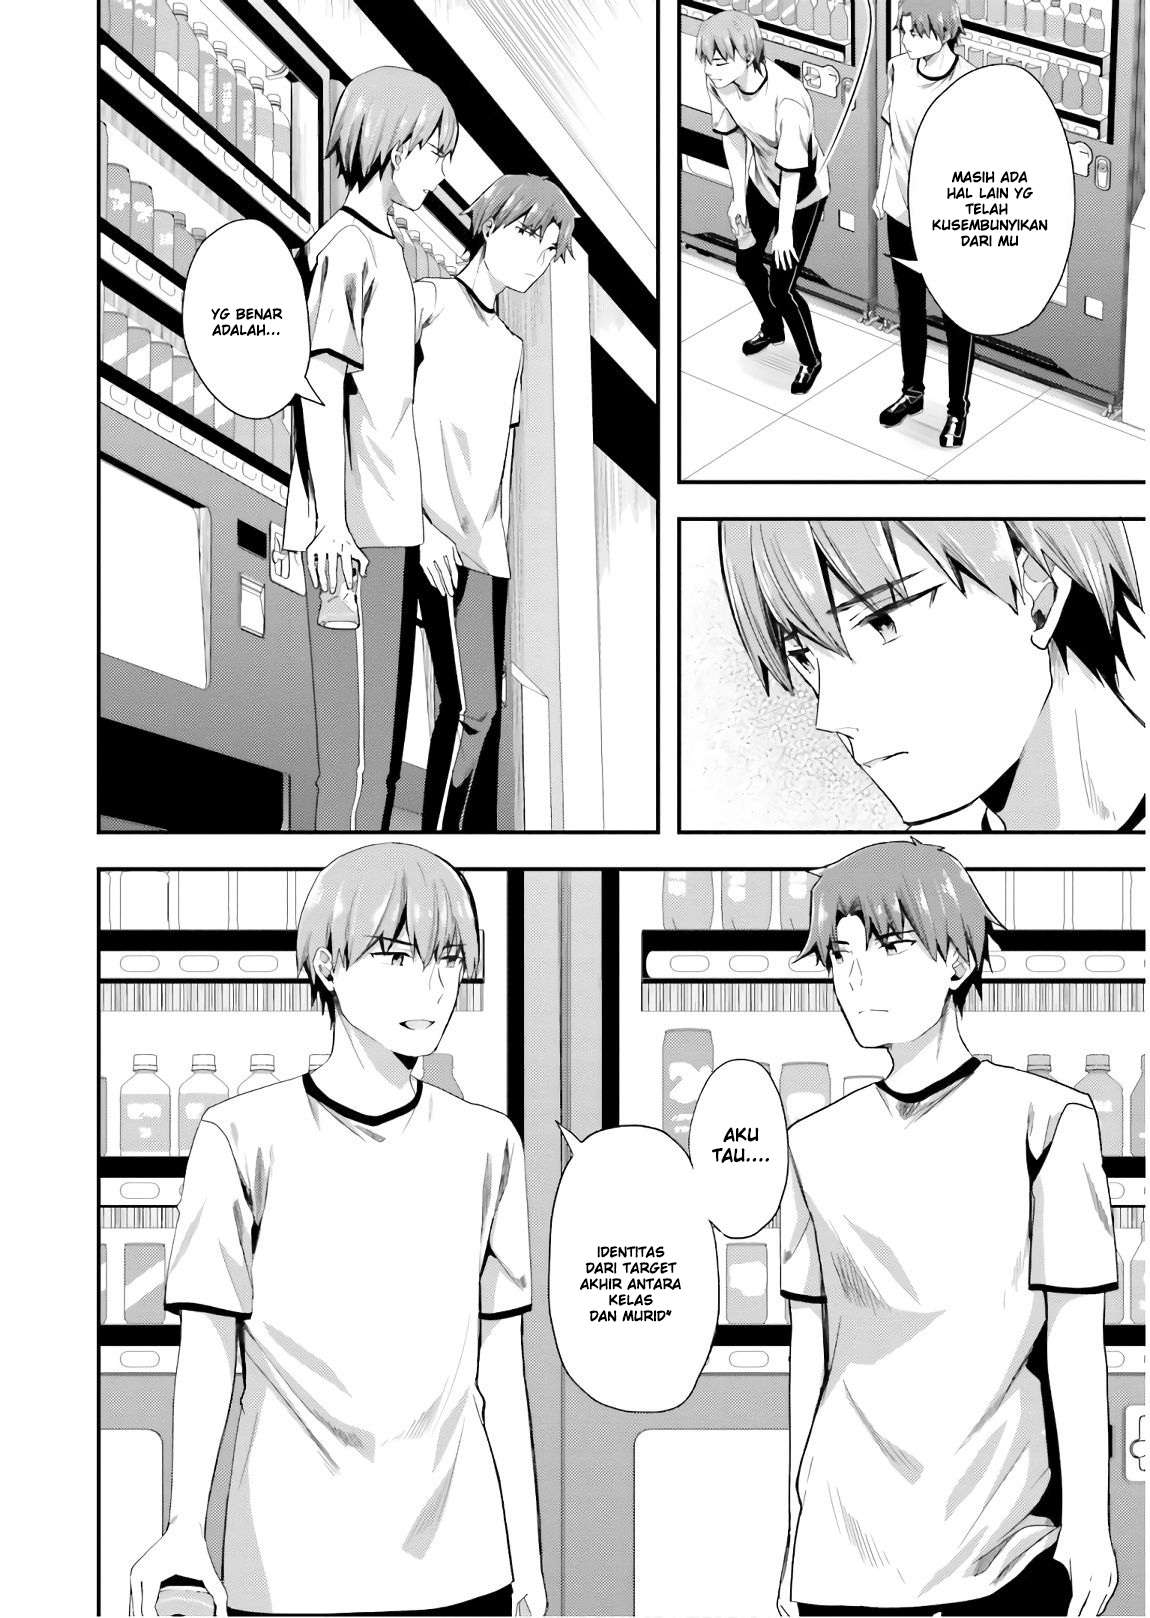 MASIH ADA
HAL LAIN YG
TELAH
KUSEMBUNYIKAN
DARI MU
YG BENAR
ADALAH...
AKU
TAU....
IDENTITAS
DARI TARGET
AKHIR ANTARA
KELAS
DAN MURID"